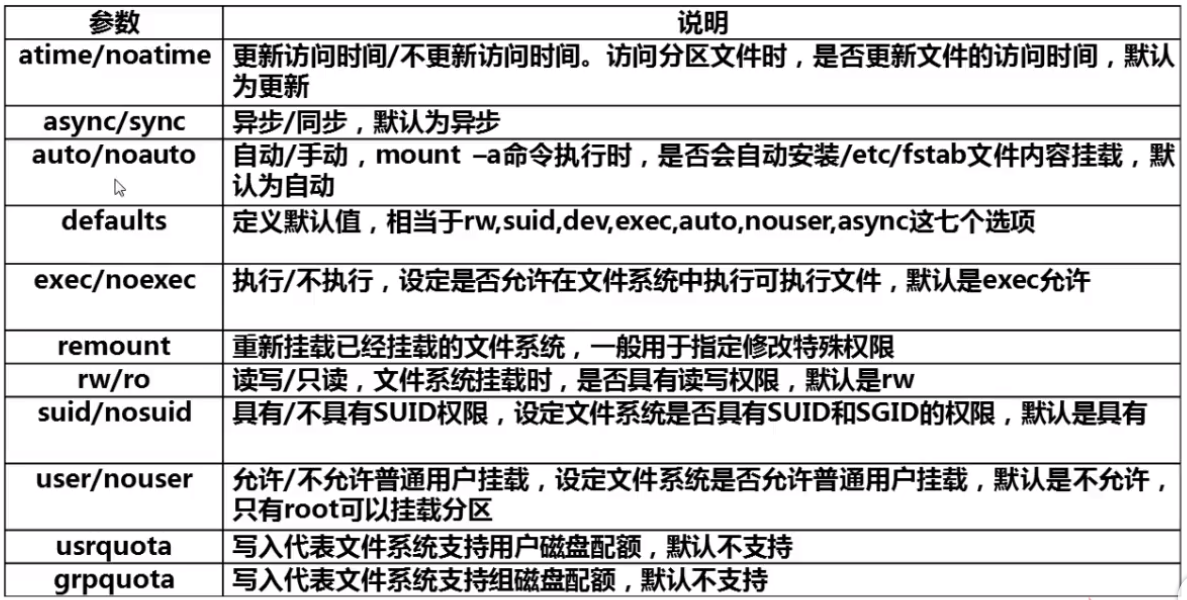 参数 说明
atime/noatime 更新访问时间/不更新访问时间。访问分区文件时，是否更新文件的访问时间，默认
为更新
async/sync 异步/同步，默认为异步
auto/noauto 自动/手动，mount –a命令执行时，是否会自动安装/etc/fstab文件内容挂载，默
认为自动
defaults 定义默认值，相当于rw,suid,dev,exec,auto,nouser,async这七个选项
exec/noexec 执行/不执行，设定是否允许在文件系统中执行可执行文件，默认是exec允许
remount 重新挂载已经挂载的文件系统，一般用于指定修改特殊权限
rw/ro 读写/只读，文件系统挂载时，是否具有读写权限，默认是rw
suid/nosuid 具有/不具有SUID权限，设定文件系统是否具有SUID和SGID的权限，默认是具有
user/nouser 允许/不允许普通用户挂载，设定文件系统是否允许普通用户挂载，默认是不允许，
只有root可以挂载分区
usrquota 写入代表文件系统支持用户磁盘配额，默认不支持
grpquota 写入代表文件系统支持组磁盘配额，默认不支持